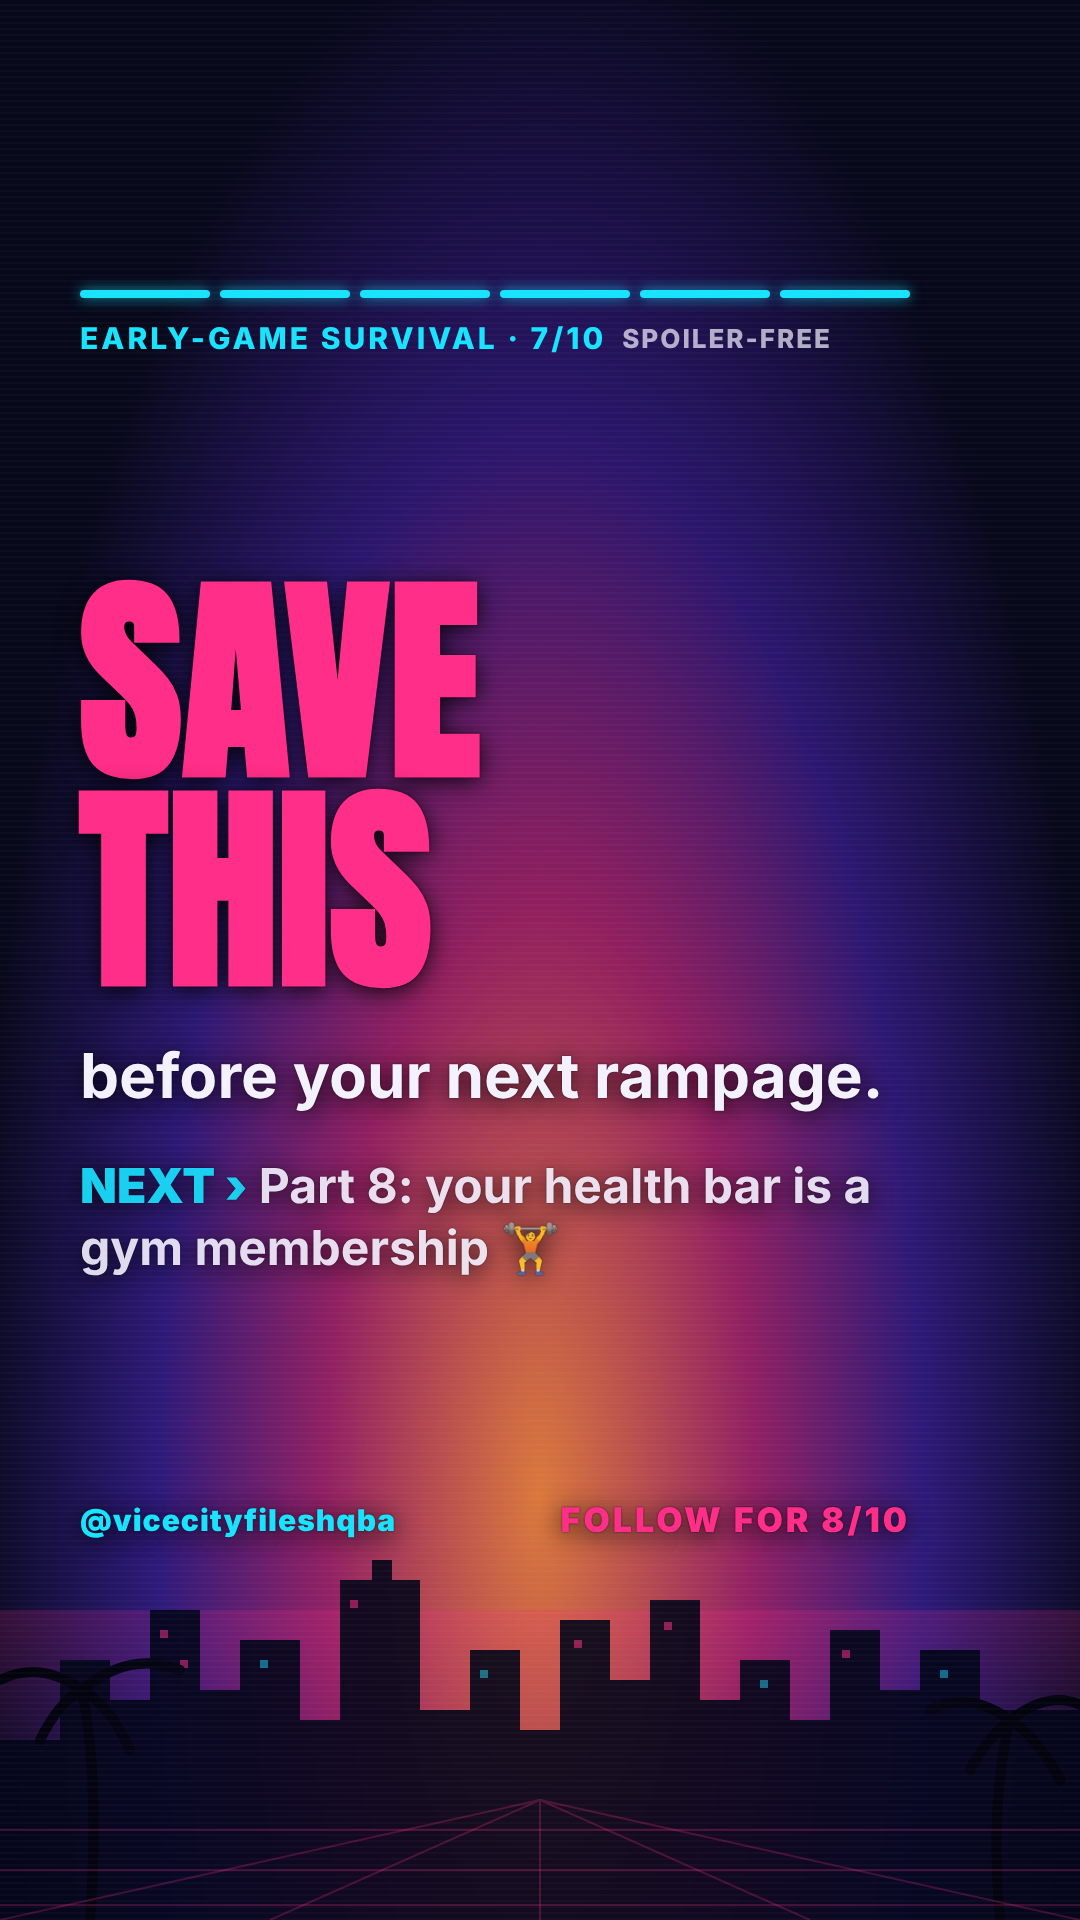 EARLY-GAME SURVIVAL · 7/10 SPOILER-FREE
SAVE
THIS
before your next rampage.
NEXT › Part 8: your health bar is a
gym membership 🏋️
@vicecityfileshqba FOLLOW FOR 8/10